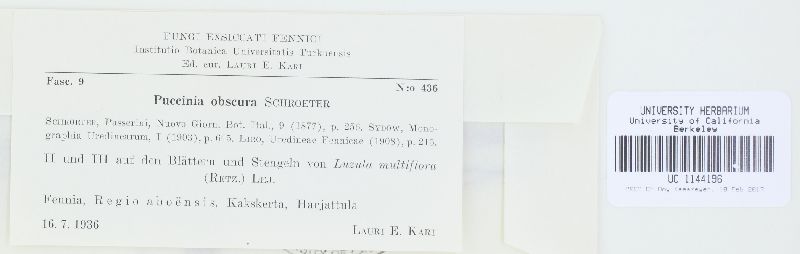 FUNGI EXSICCATI FENNICI
Institutio Botanica Universitatis Turkuensis
Ed. cur. LAURI E. KARI
Fasc. 9 N:o 436
Puccinia obscura SCHROETER
SCHROETER, Passerini, Nuovo Giorn. Bot. Ital., 9 (1877), p. 256, SYDOW, Mono-
graphia Uredinearum, I (1903), p. 645, LIRO, Uredineae Fennicae (1908), p. 215.
II und III auf den Blättern und Stengeln von Luzula multiflora
(RETZ.) LEJ.
Fennia, Regio aboënsis, Kakskerta, Harjattula
16. 7. 1936 LAURI E. KARI
UNIVERSITY HERBARIUM
University of California
Berkeley
UC 1144196